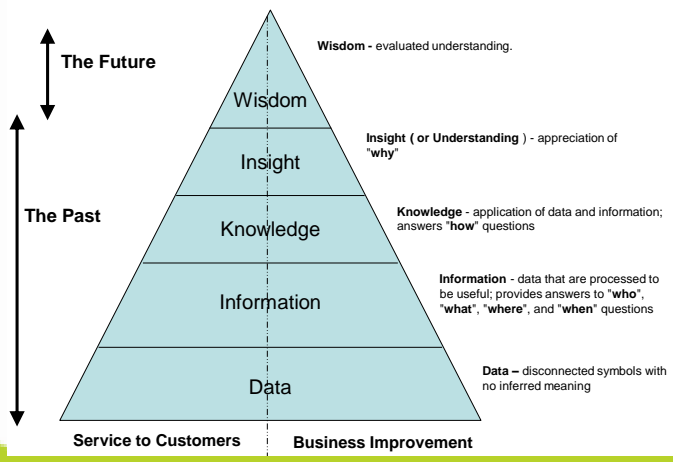 The Future
Wisdom - evaluated understanding.
Wisdom
Insight ( or Understanding ) - appreciation of
"why"
Insight
The Past
Knowledge - application of data and information;
answers "how" questions
Knowledge
Information - data that are processed to
be useful; provides answers to "who",
"what", "where", and "when" questions
Information
Data – disconnected symbols with
no inferred meaning
Data
Service to Customers
Business Improvement